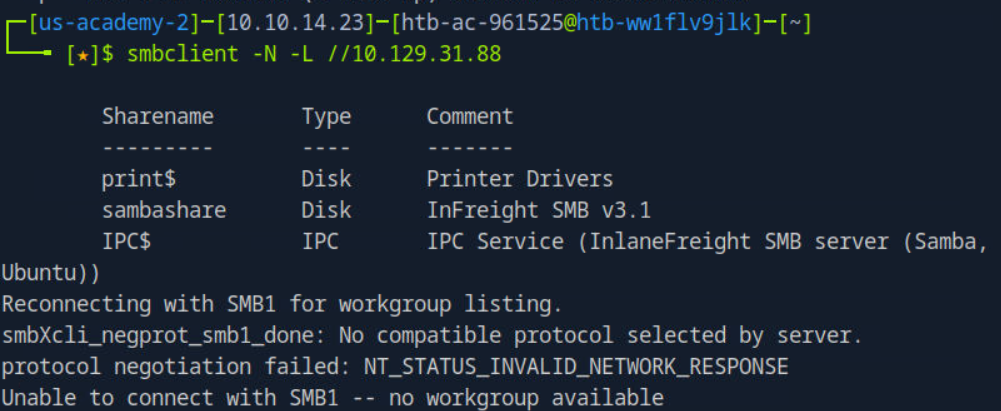 [us-academy-2]-[10.10.14.23]-[htb-ac-961525@htb-ww1flv9jlk]-[~]
[★]$ smbclient -N -L //10.129.31.88
Sharename Type Comment
--------- ---- -------
print$ Disk Printer Drivers
sambashare Disk InFreight SMB v3.1
IPC$ IPC IPC Service (InlaneFreight SMB server (Samba,
Ubuntu))
Reconnecting with SMB1 for workgroup listing.
smbXcli_negprot_smb1_done: No compatible protocol selected by server.
protocol negotiation failed: NT_STATUS_INVALID_NETWORK_RESPONSE
Unable to connect with SMB1 -- no workgroup available